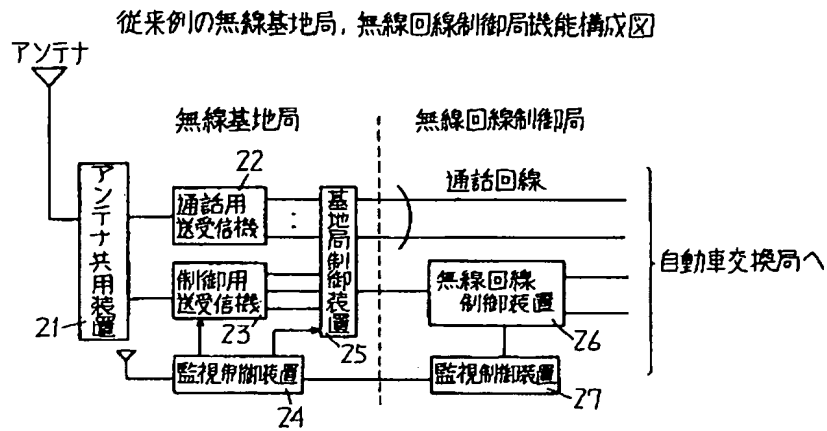 従来例の無線基地局,無線回線制御局機能構成図
アンテナ
無線基地局
無線回線制御局
アンテナ共用装置
21
22
通話用
送受信機
制御用
送受信機
23
監視制御装置
24
基地局制御装置
25
通話回線
無線回線
制御装置
26
監視制御装置
27
自動車交換局へ